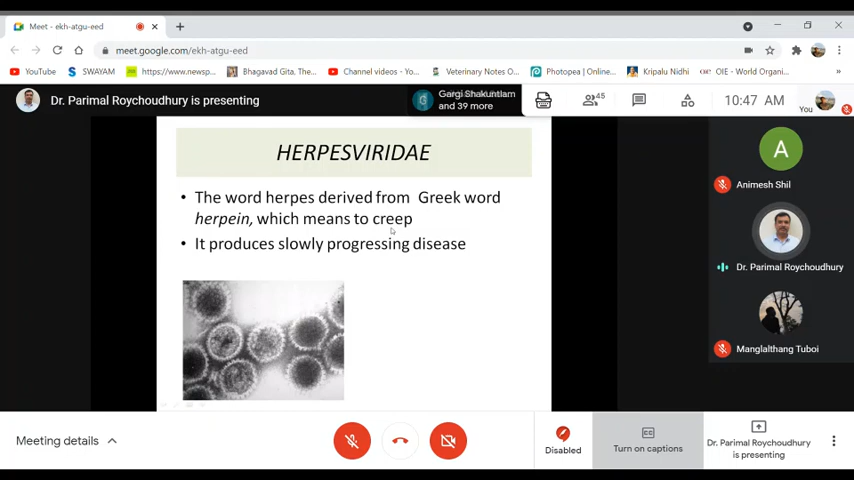 Meet - ekh-atgu-eed
meet.google.com/ekh-atgu-eed
YouTube
SWAYAM
https://www.newsp...
Bhagavad Gita, The...
Channel videos - Yo...
Veterinary Notes O...
Photopea | Online...
Kripalu Nidhi
OIE - World Organi...
Dr. Parimal Roychoudhury is presenting
G
Gargi Shakuntlam
and 39 more
45
10:47 AM
You
HERPESVIRIDAE
• The word herpes derived from Greek word
herpein, which means to creep
• It produces slowly progressing disease
A
Animesh Shil
Dr. Parimal Roychoudhury
Manglalthang Tuboi
Meeting details
Disabled
CC
Turn on captions
Dr. Parimal Roychoudhury
is presenting